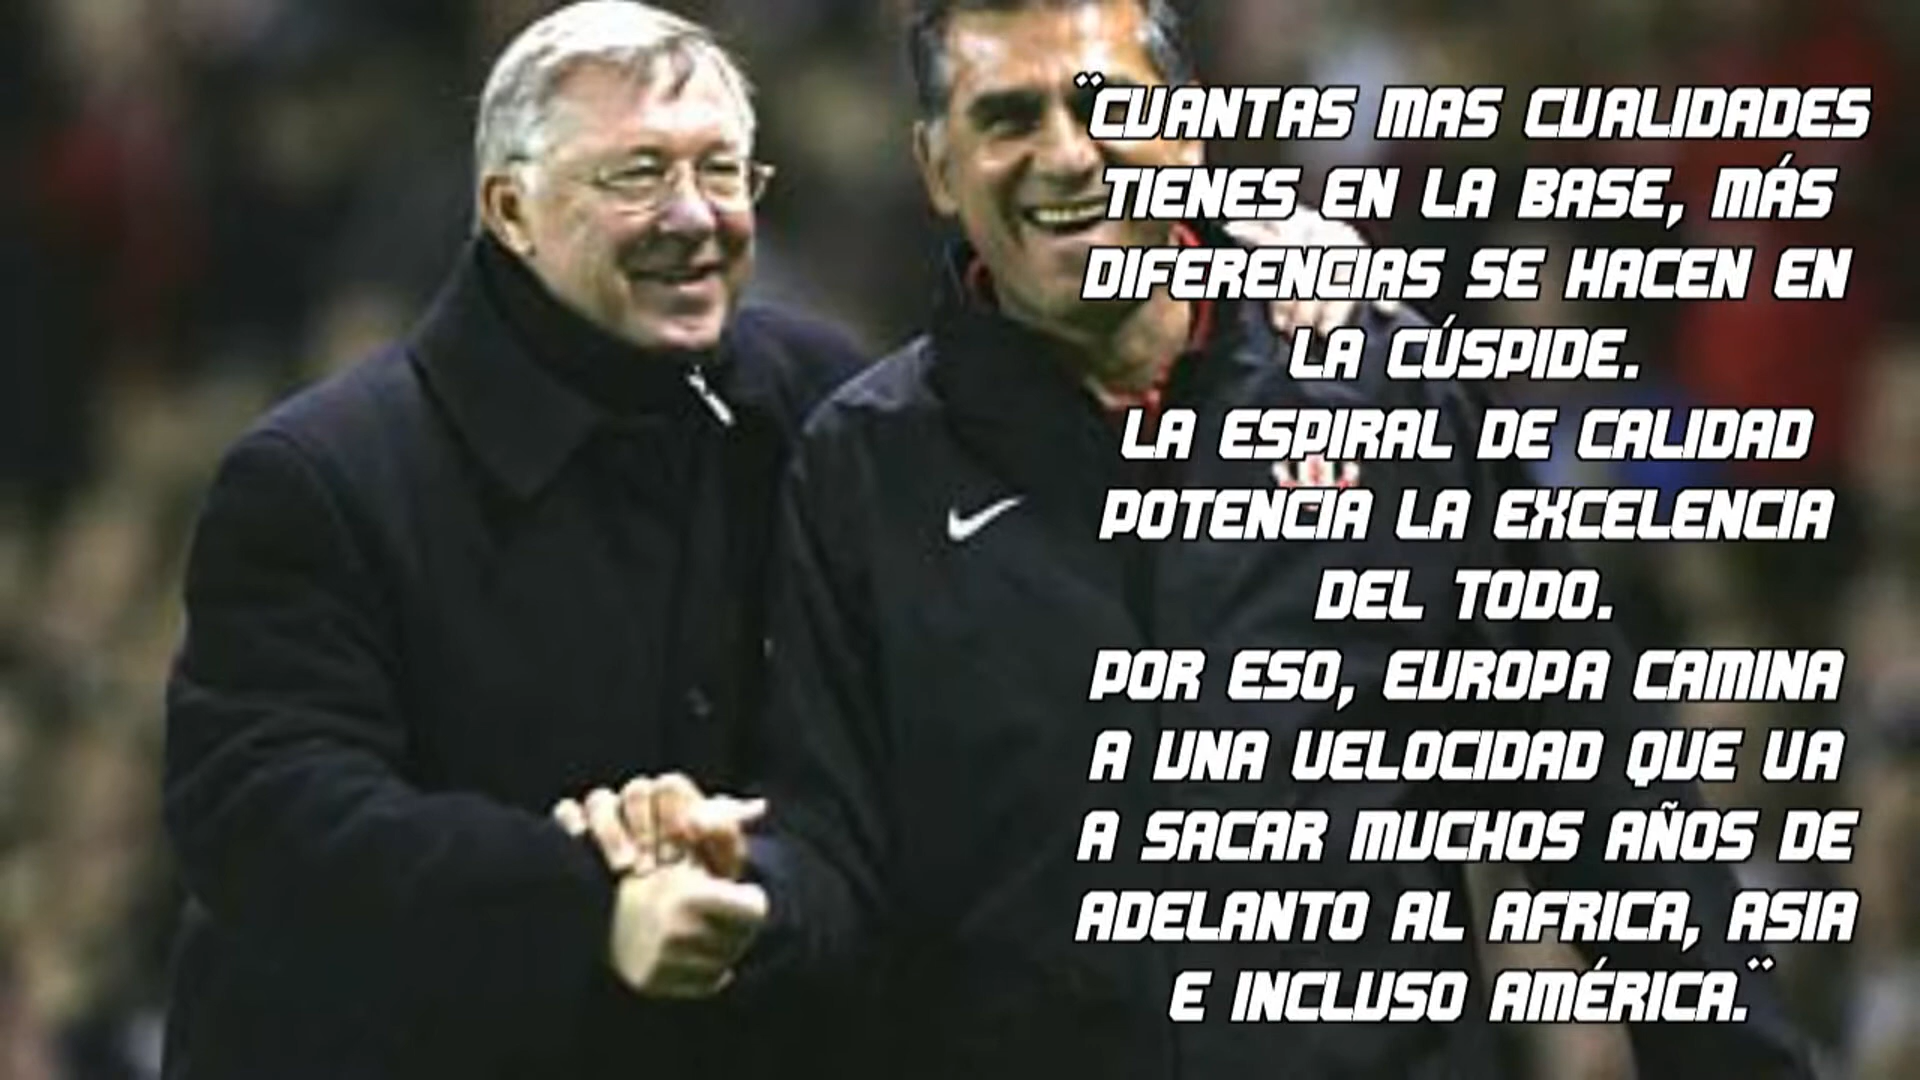 ¨CUANTAS MAS CUALIDADES
TIENES EN LA BASE, MÁS
DIFERENCIAS SE HACEN EN
LA CÚSPIDE.
LA ESPIRAL DE CALIDAD
POTENCIA LA EXCELENCIA
DEL TODO.
POR ESO, EUROPA CAMINA
A UNA VELOCIDAD QUE VA
A SACAR MUCHOS AÑOS DE
ADELANTO AL AFRICA, ASIA
E INCLUSO AMÉRICA.¨